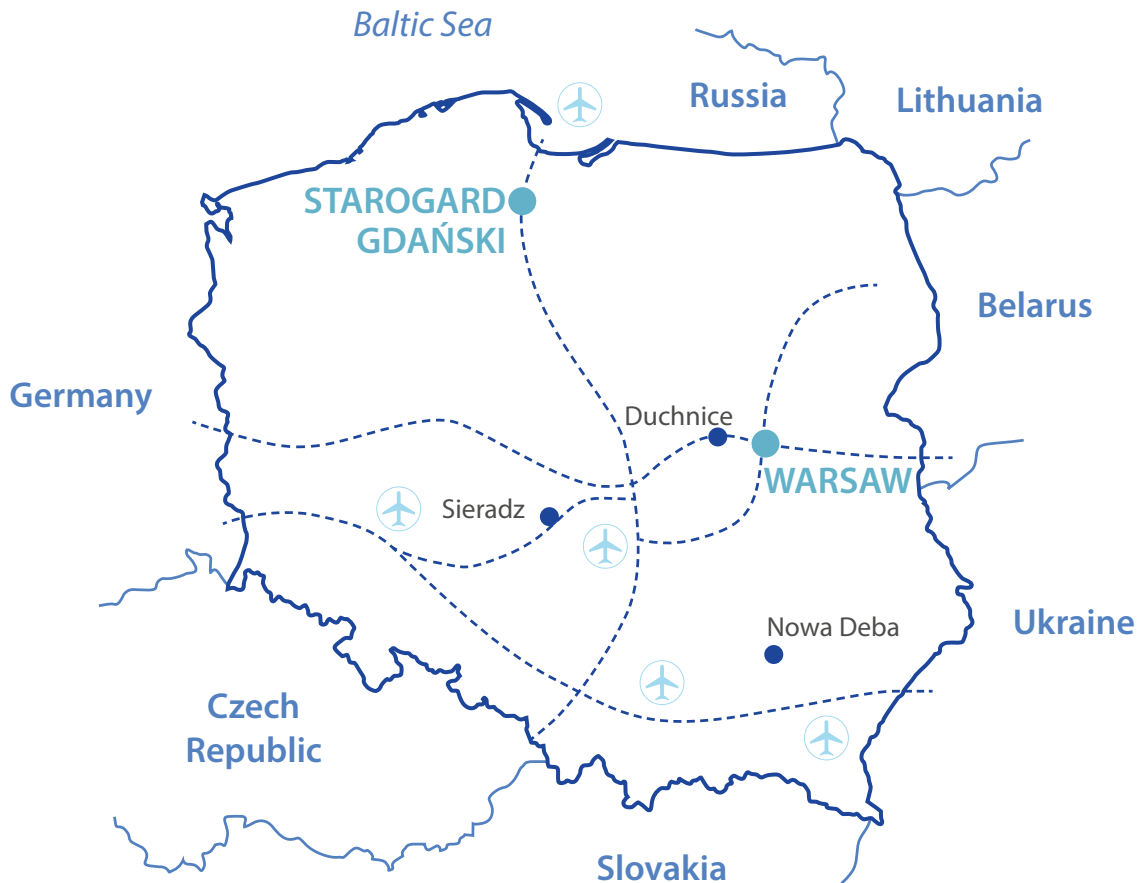 Baltic Sea
Russia
Lithuania
STAROGARD
GDAŃSKI
Belarus
Germany
Duchnice
WARSAW
Sieradz
Ukraine
Nowa Deba
Czech
Republic
Slovakia